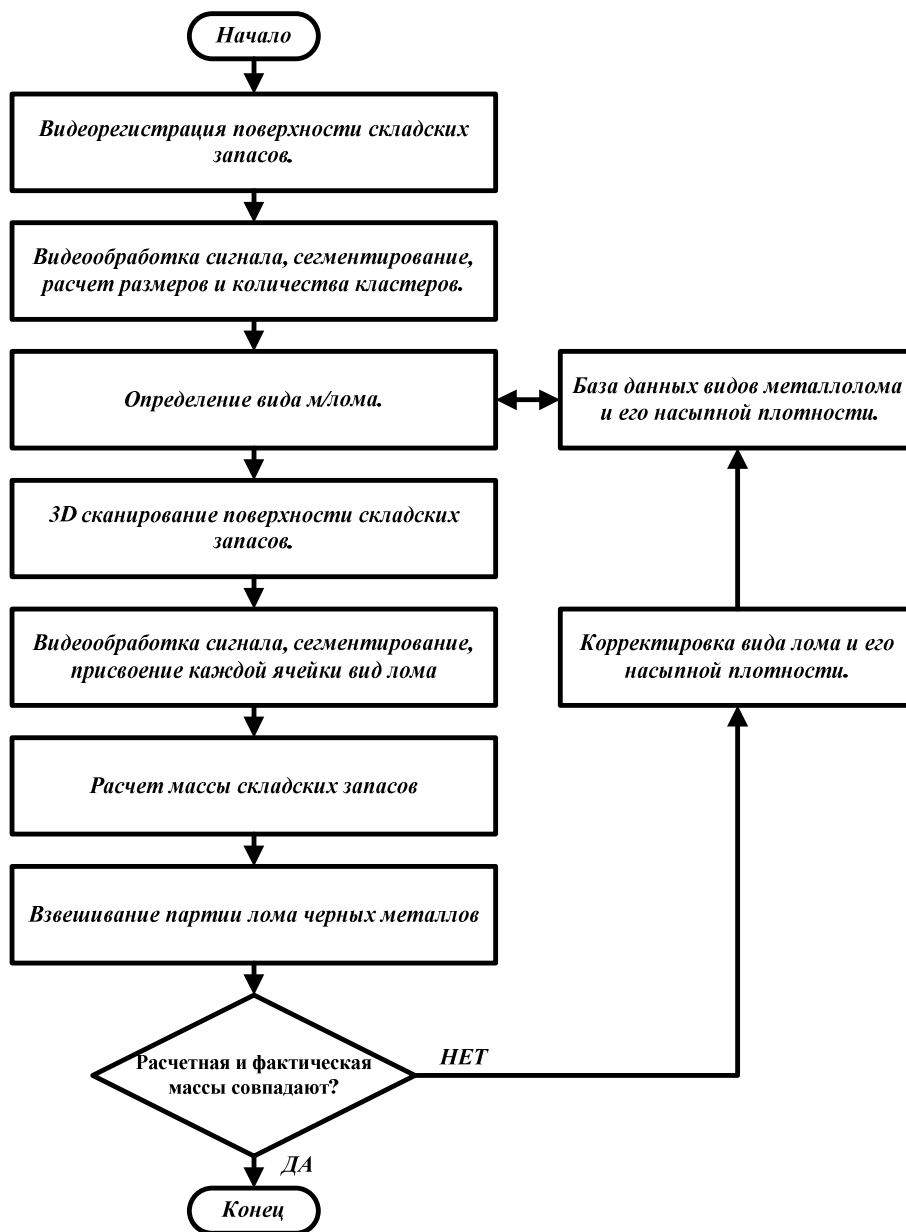 Начало
Видеорегистрация поверхности складских
запасов.
Видеообработка сигнала, сегментирование,
расчет размеров и количества кластеров.
Определение вида м/лома.
База данных видов металлолома
и его насыпной плотности.
3D сканирование поверхности складских
запасов.
Видеообработка сигнала, сегментирование,
присвоение каждой ячейки вид лома
Корректировка вида лома и его
насыпной плотности.
Расчет массы складских запасов
Взвешивание партии лома черных металлов
Расчетная и фактическая
массы совпадают?
НЕТ
ДА
Конец